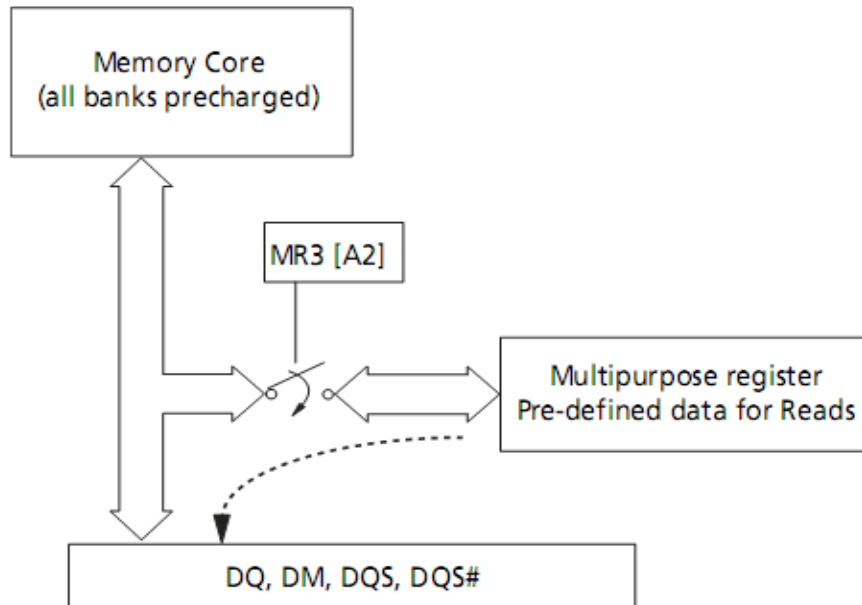 Memory Core
(all banks precharged)
MR3 [A2]
Multipurpose register
Pre-defined data for Reads
DQ, DM, DQS, DQS#